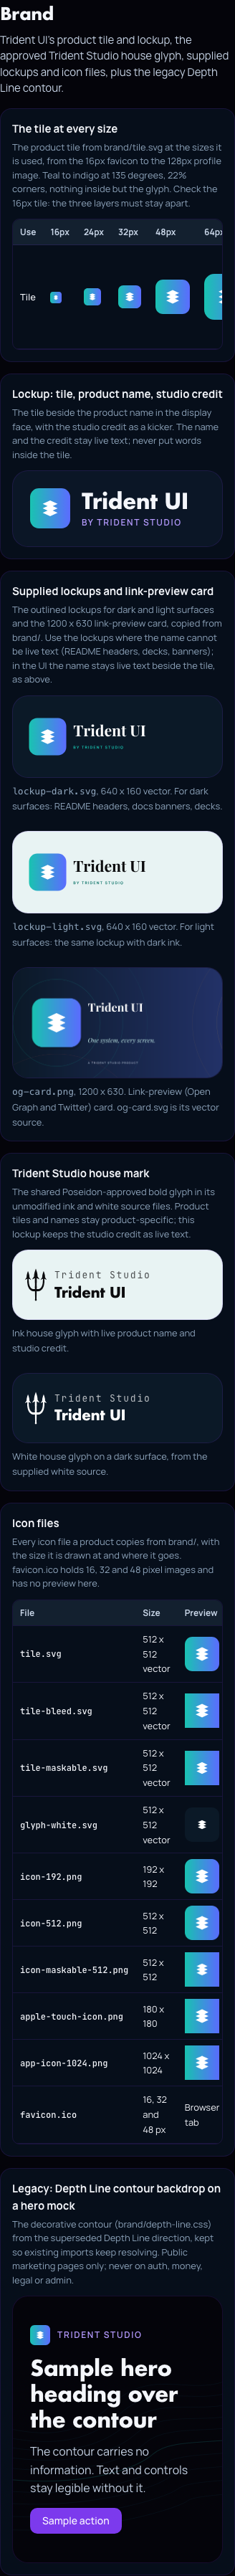 Brand
Trident UI's product tile and lockup, the
approved Trident Studio house glyph, supplied
lockups and icon files, plus the legacy Depth
Line contour.
The tile at every size
The product tile from brand/tile.svg at the sizes it
is used, from the 16px favicon to the 128px profile
image. Teal to indigo at 135 degrees, 22%
corners, nothing inside but the glyph. Check the
16px tile: the three layers must stay apart.
Use 16px 24px 32px 48px 64px
Tile
Lockup: tile, product name, studio credit
The tile beside the product name in the display
face, with the studio credit as a kicker. The name
and the credit stay live text; never put words
inside the tile.
Trident UI
BY TRIDENT STUDIO
Supplied lockups and link-preview card
The outlined lockups for dark and light surfaces
and the 1200 x 630 link-preview card, copied from
brand/. Use the lockups where the name cannot
be live text (README headers, decks, banners);
in the UI the name stays live text beside the tile,
as above.
Trident UI
BY TRIDENT STUDIO
lockup-dark.svg, 640 x 160 vector. For dark
surfaces: README headers, docs banners, decks.
Trident UI
BY TRIDENT STUDIO
lockup-light.svg, 640 x 160 vector. For light
surfaces: the same lockup with dark ink.
Trident UI
One system, every screen.
A TRIDENT STUDIO PRODUCT
og-card.png, 1200 x 630. Link-preview (Open
Graph and Twitter) card. og-card.svg is its vector
source.
Trident Studio house mark
The shared Poseidon-approved bold glyph in its
unmodified ink and white source files. Product
tiles and names stay product-specific; this
lockup keeps the studio credit as live text.
Trident Studio
Trident UI
Ink house glyph with live product name and
studio credit.
Trident Studio
Trident UI
White house glyph on a dark surface, from the
supplied white source.
Icon files
Every icon file a product copies from brand/, with
the size it is drawn at and where it goes.
favicon.ico holds 16, 32 and 48 pixel images and
has no preview here.
File Size Preview
tile.svg 512 x 512 vector
tile-bleed.svg 512 x 512 vector
tile-maskable.svg 512 x 512 vector
glyph-white.svg 512 x 512 vector
icon-192.png 192 x 192
icon-512.png 512 x 512
icon-maskable-512.png 512 x 512
apple-touch-icon.png 180 x 180
app-icon-1024.png 1024 x 1024
favicon.ico 16, 32 and 48 px Browser tab
Legacy: Depth Line contour backdrop on
a hero mock
The decorative contour (brand/depth-line.css)
from the superseded Depth Line direction, kept
so existing imports keep resolving. Public
marketing pages only; never on auth, money,
legal or admin.
TRIDENT STUDIO
Sample hero
heading over
the contour
The contour carries no
information. Text and controls
stay legible without it.
Sample action